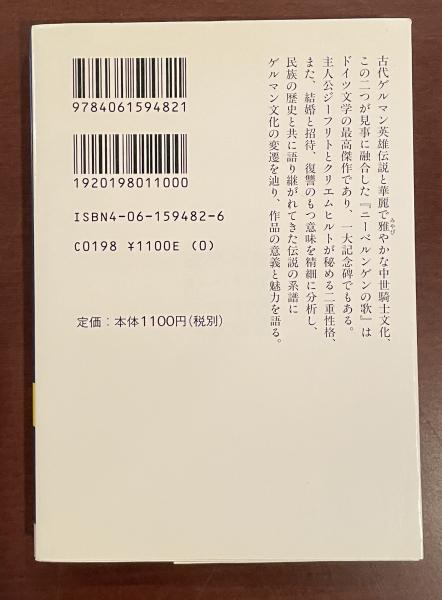 古代ゲルマン英雄伝説と華麗で雅やかな中世騎士文化、
みやび
この二つが見事に融合した『ニーベルンゲンの歌』は
ドイツ文学の最高傑作であり、一大記念碑でもある。
主人公ジーフリトとクリエムヒルトが秘める二重性格、
また、結婚と招待、復讐のもつ意味を精細に分析し、
民族の歴史と共に語り継がれてきた伝説の系譜に
ゲルマン文化の変遷を辿り、作品の意義と魅力を語る。
9784061594821
1920198011000
ISBN4-06-159482-6
C0198 ¥1100E (0)
定価:本体1100円(税別)